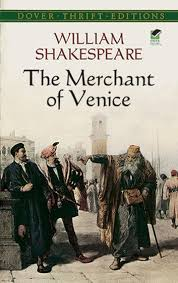 DOVER · THRIFT · EDITIONS
WILLIAM
SHAKESPEARE
The Merchant
of Venice